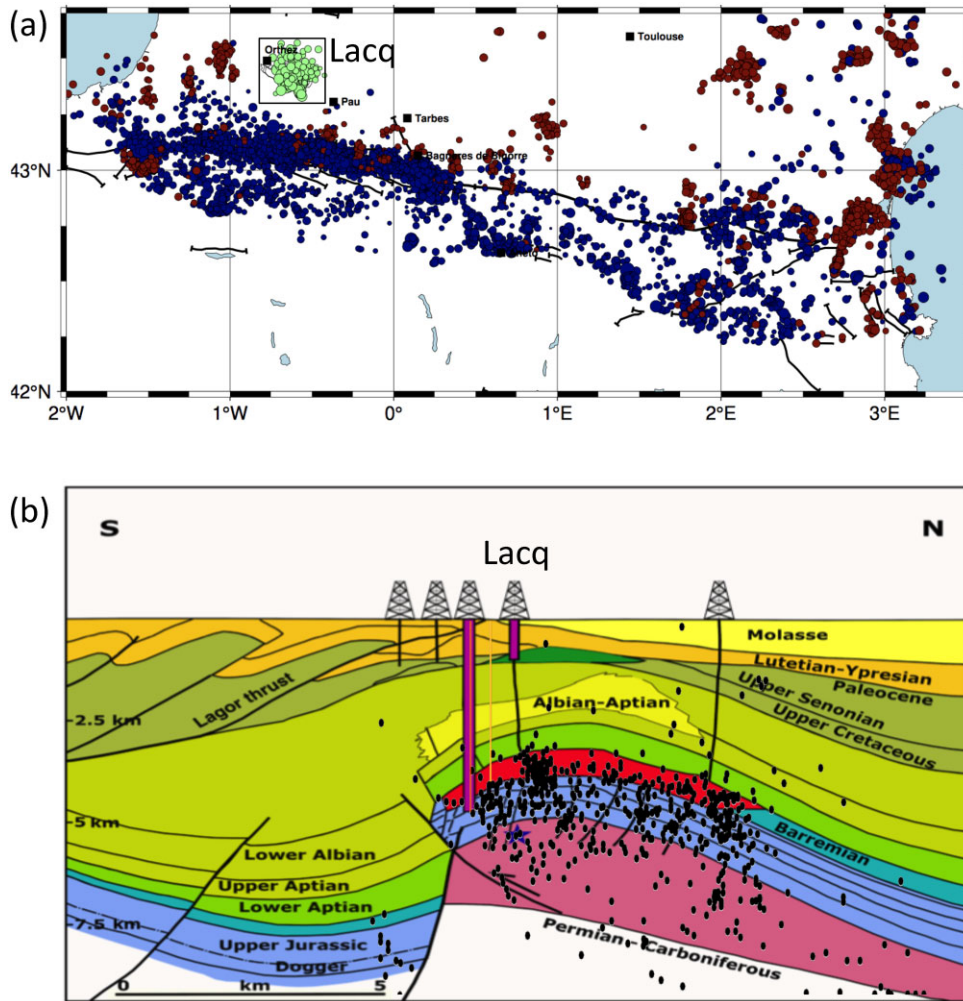 (a)
Lacq
Orthez
Toulouse
Pau
Tarbes
Bagnères de Bigorre
43°N
42°N
2°W
1°W
0°
1°E
2°E
3°E
(b)
S
N
Lacq
Molasse
Lutetian-Ypresian
Paleocene
Upper Senonian
Upper Cretaceous
Lagor thrust
Albian-Aptian
2.5 km
5 km
Barremian
Lower Albian
Upper Aptian
Lower Aptian
7.5 km
Upper Jurassic
Dogger
Permian-Carboniferous
0
km
5